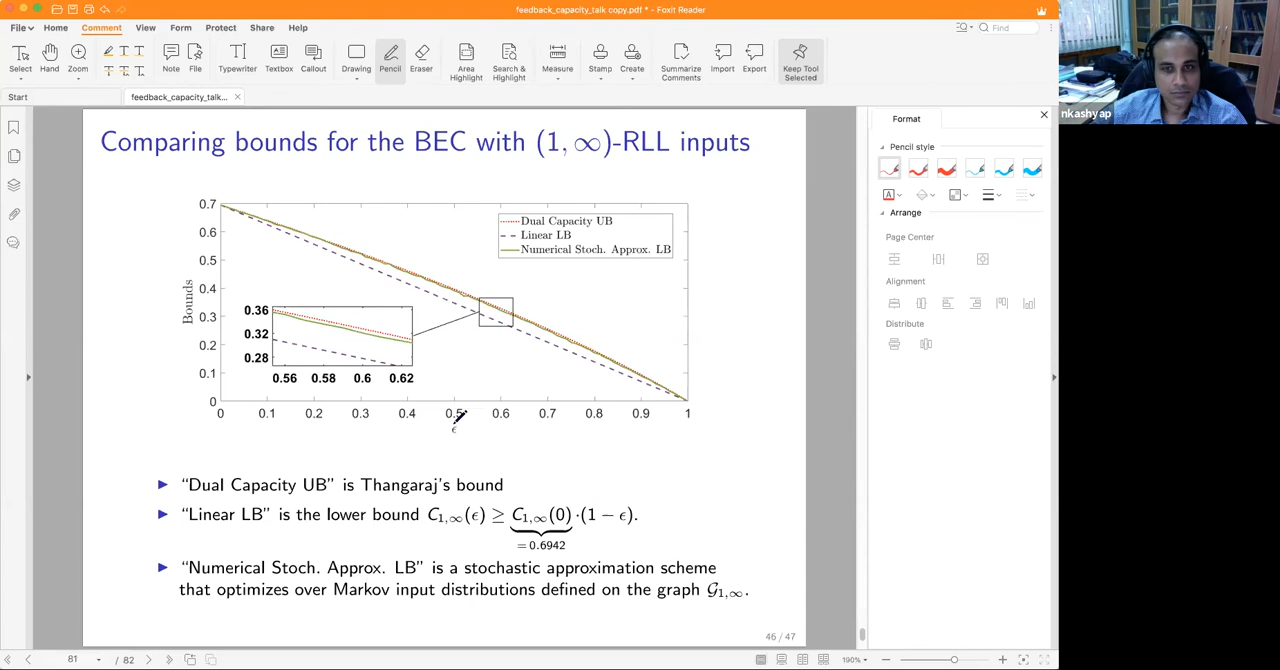 feedback_capacity_talk copy.pdf * - Foxit Reader
File Home Comment View Form Protect Share Help Find
Select Hand Zoom Note File Typewriter Textbox Callout Drawing Pencil Eraser Area Highlight Search & Highlight Measure Stamp Create Summarize Comments Import Export Keep Tool Selected
Start feedback_capacity_talk...
nkashyap
Format
Pencil style
Arrange
Page Center
Alignment
Distribute
Comparing bounds for the BEC with (1, ∞)-RLL inputs
0.7
0.6
0.5
0.4
0.3
0.2
0.1
0
Bounds
Dual Capacity UB
Linear LB
Numerical Stoch. Approx. LB
0.36
0.32
0.28
0.56 0.58 0.6 0.62
0 0.1 0.2 0.3 0.4 0.5 0.6 0.7 0.8 0.9 1
ϵ
"Dual Capacity UB" is Thangaraj's bound
"Linear LB" is the lower bound C₁,∞(ϵ) ≥ C₁,∞(0) ·(1 − ϵ).
=0.6942
"Numerical Stoch. Approx. LB" is a stochastic approximation scheme
that optimizes over Markov input distributions defined on the graph 𝒢₁,∞.
46 / 47
81 / 82 190%